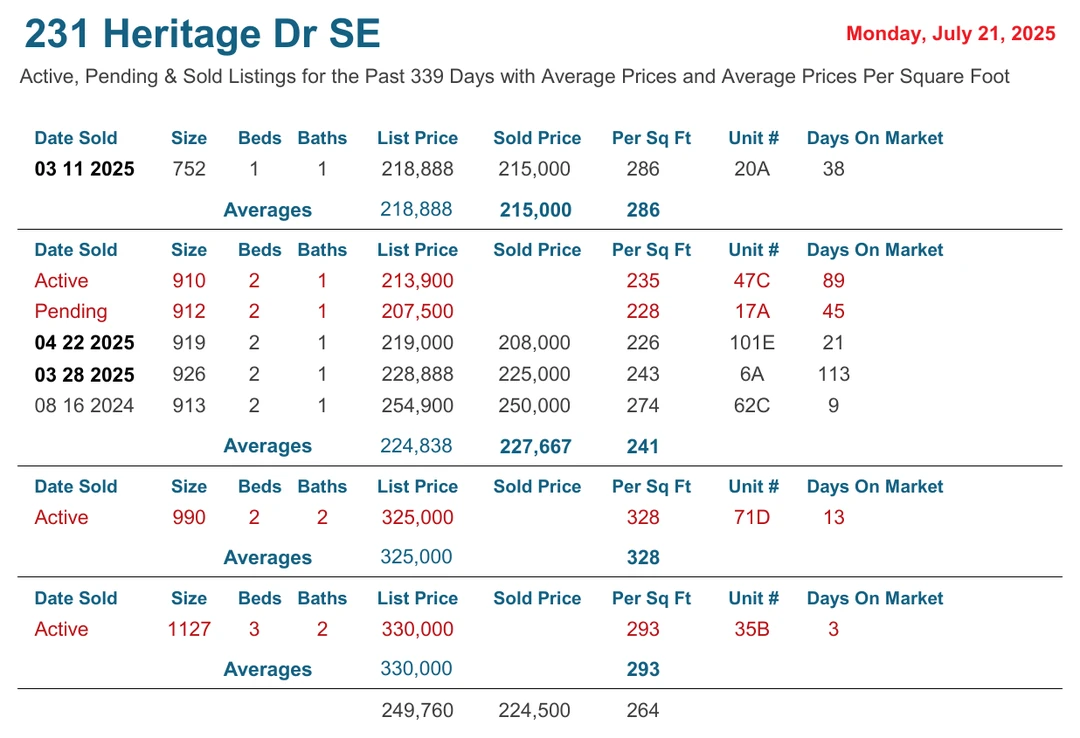 231 Heritage Dr SE Monday, July 21, 2025
Active, Pending & Sold Listings for the Past 339 Days with Average Prices and Average Prices Per Square Foot
Date Sold Size Beds Baths List Price Sold Price Per Sq Ft Unit # Days On Market
03 11 2025 752 1 1 218,888 215,000 286 20A 38
Averages 218,888 215,000 286
Date Sold Size Beds Baths List Price Sold Price Per Sq Ft Unit # Days On Market
Active 910 2 1 213,900 235 47C 89
Pending 912 2 1 207,500 228 17A 45
04 22 2025 919 2 1 219,000 208,000 226 101E 21
03 28 2025 926 2 1 228,888 225,000 243 6A 113
08 16 2024 913 2 1 254,900 250,000 274 62C 9
Averages 224,838 227,667 241
Date Sold Size Beds Baths List Price Sold Price Per Sq Ft Unit # Days On Market
Active 990 2 2 325,000 328 71D 13
Averages 325,000 328
Date Sold Size Beds Baths List Price Sold Price Per Sq Ft Unit # Days On Market
Active 1127 3 2 330,000 293 35B 3
Averages 330,000 293
249,760 224,500 264